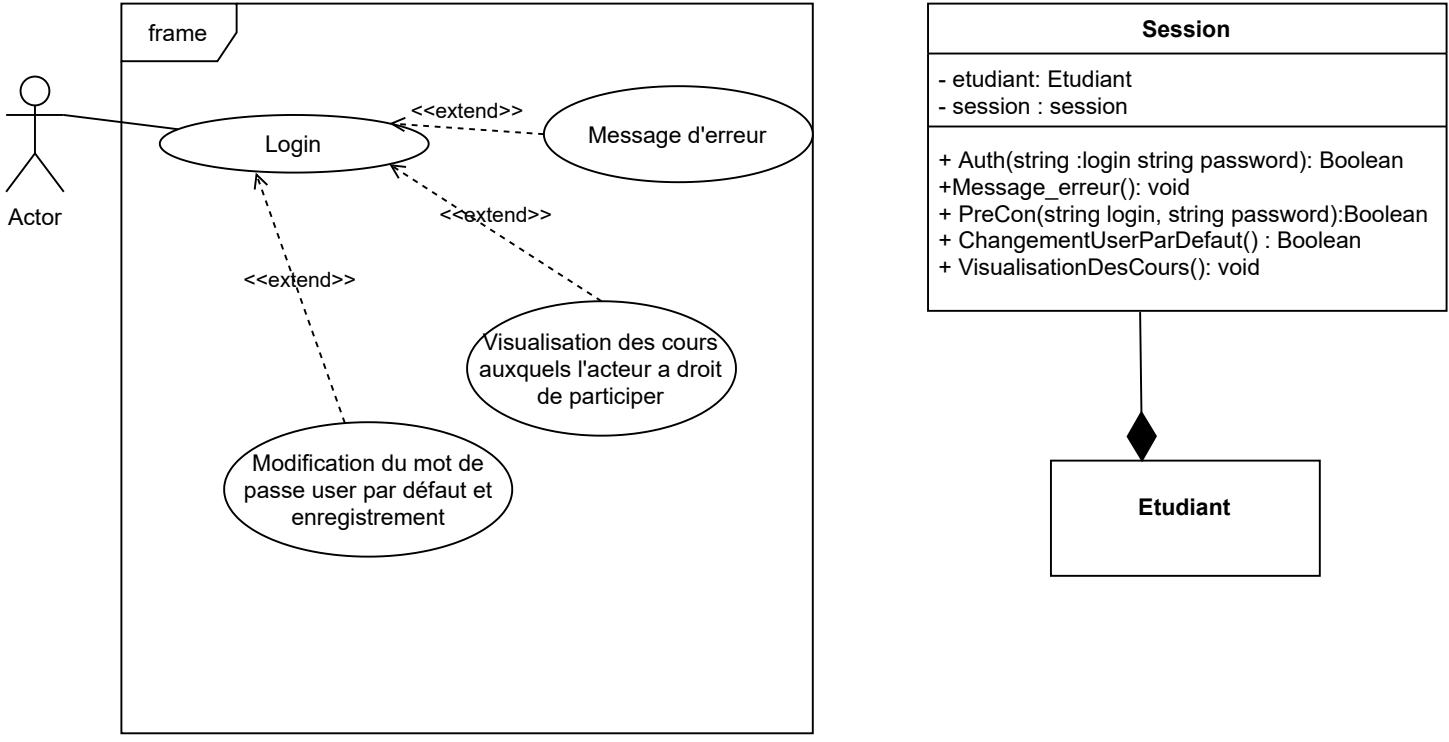 frame
Actor
Login
<<extend>>
Message d'erreur
<<extend>>
<<extend>>
Visualisation des cours
auxquels l'acteur a droit
de participer
Modification du mot de
passe user par défaut et
enregistrement
Session
- etudiant: Etudiant
- session : session
+ Auth(string :login string password): Boolean
+Message_erreur(): void
+ PreCon(string login, string password):Boolean
+ ChangementUserParDefaut() : Boolean
+ VisualisationDesCours(): void
Etudiant